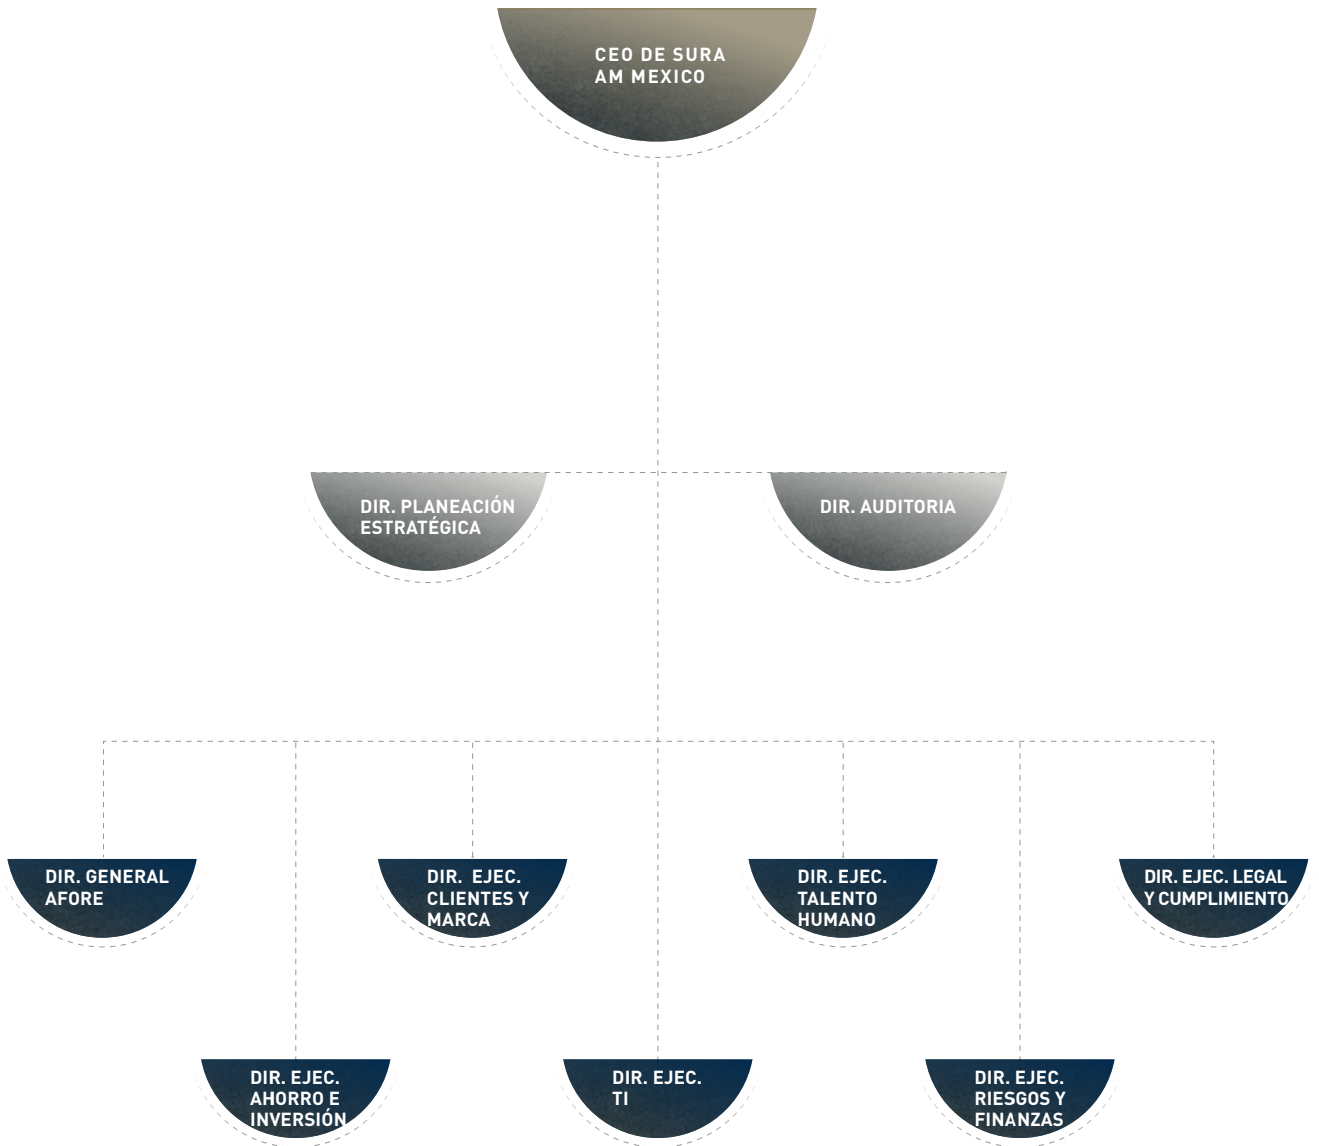 CEO DE SURA
AM MEXICO
DIR. PLANEACIÓN
ESTRATÉGICA
DIR. AUDITORIA
DIR. GENERAL
AFORE
DIR. EJEC.
CLIENTES Y
MARCA
DIR. EJEC.
TALENTO
HUMANO
DIR. EJEC. LEGAL
Y CUMPLIMIENTO
DIR. EJEC.
AHORRO E
INVERSIÓN
DIR. EJEC.
TI
DIR. EJEC.
RIESGOS Y
FINANZAS